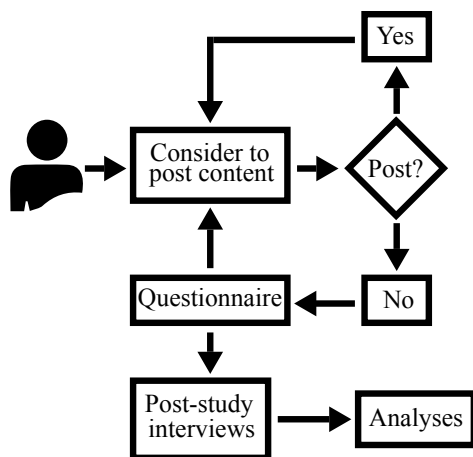 Yes
Consider to
post content
Post?
Questionnaire
No
Post-study
interviews
Analyses